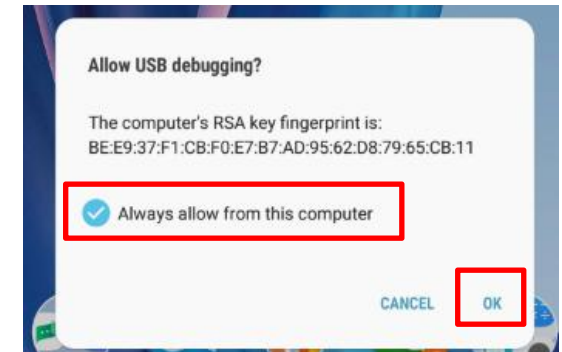 Allow USB debugging?
The computer's RSA key fingerprint is:
BE:E9:37:F1:CB:F0:E7:B7:AD:95:62:D8:79:65:CB:11
Always allow from this computer
CANCEL OK